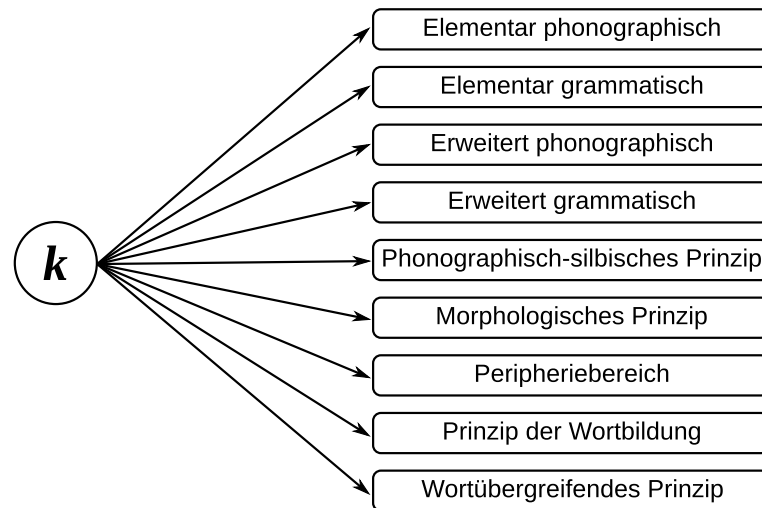 Elementar phonographisch
Elementar grammatisch
Erweitert phonographisch
Erweitert grammatisch
k
Phonographisch-silbisches Prinzip
Morphologisches Prinzip
Peripheriebereich
Prinzip der Wortbildung
Wortübergreifendes Prinzip